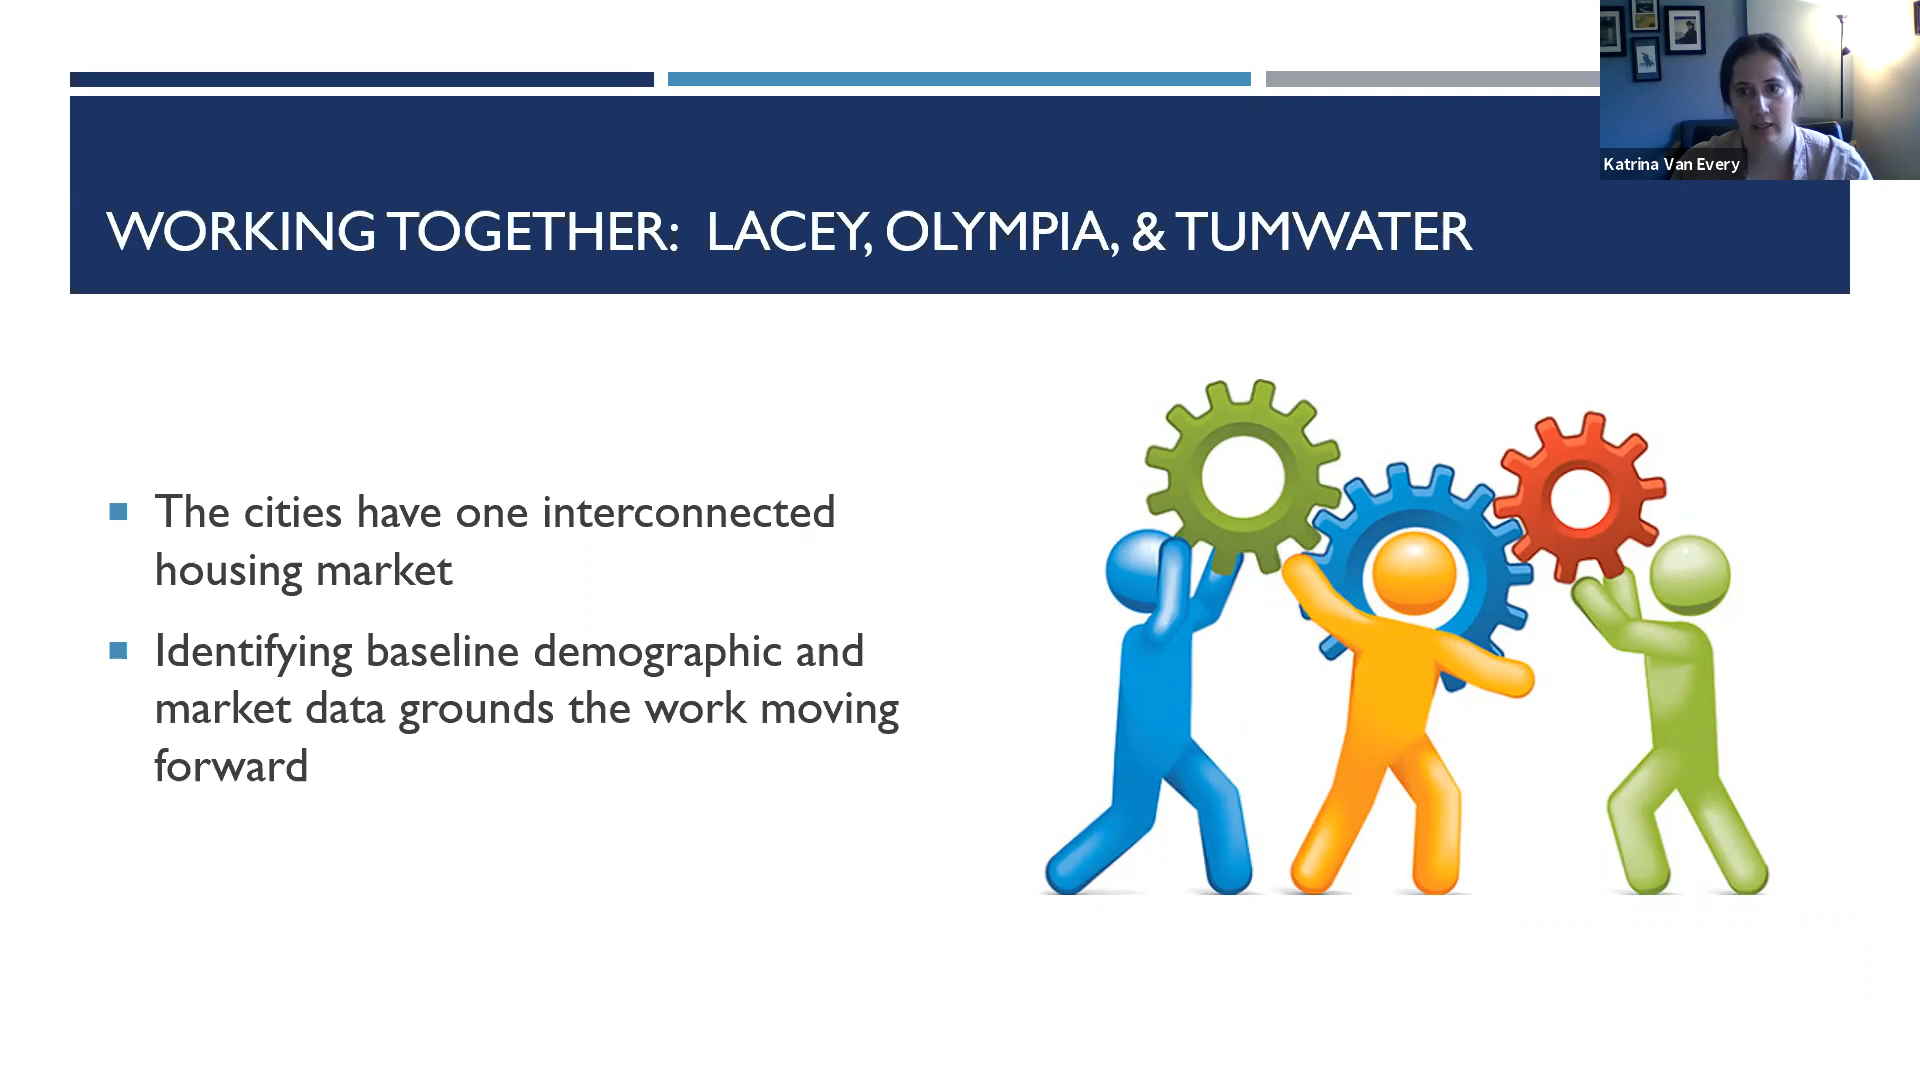 Katrina Van Every
WORKING TOGETHER: LACEY, OLYMPIA, & TUMWATER
The cities have one interconnected
housing market
Identifying baseline demographic and
market data grounds the work moving
forward